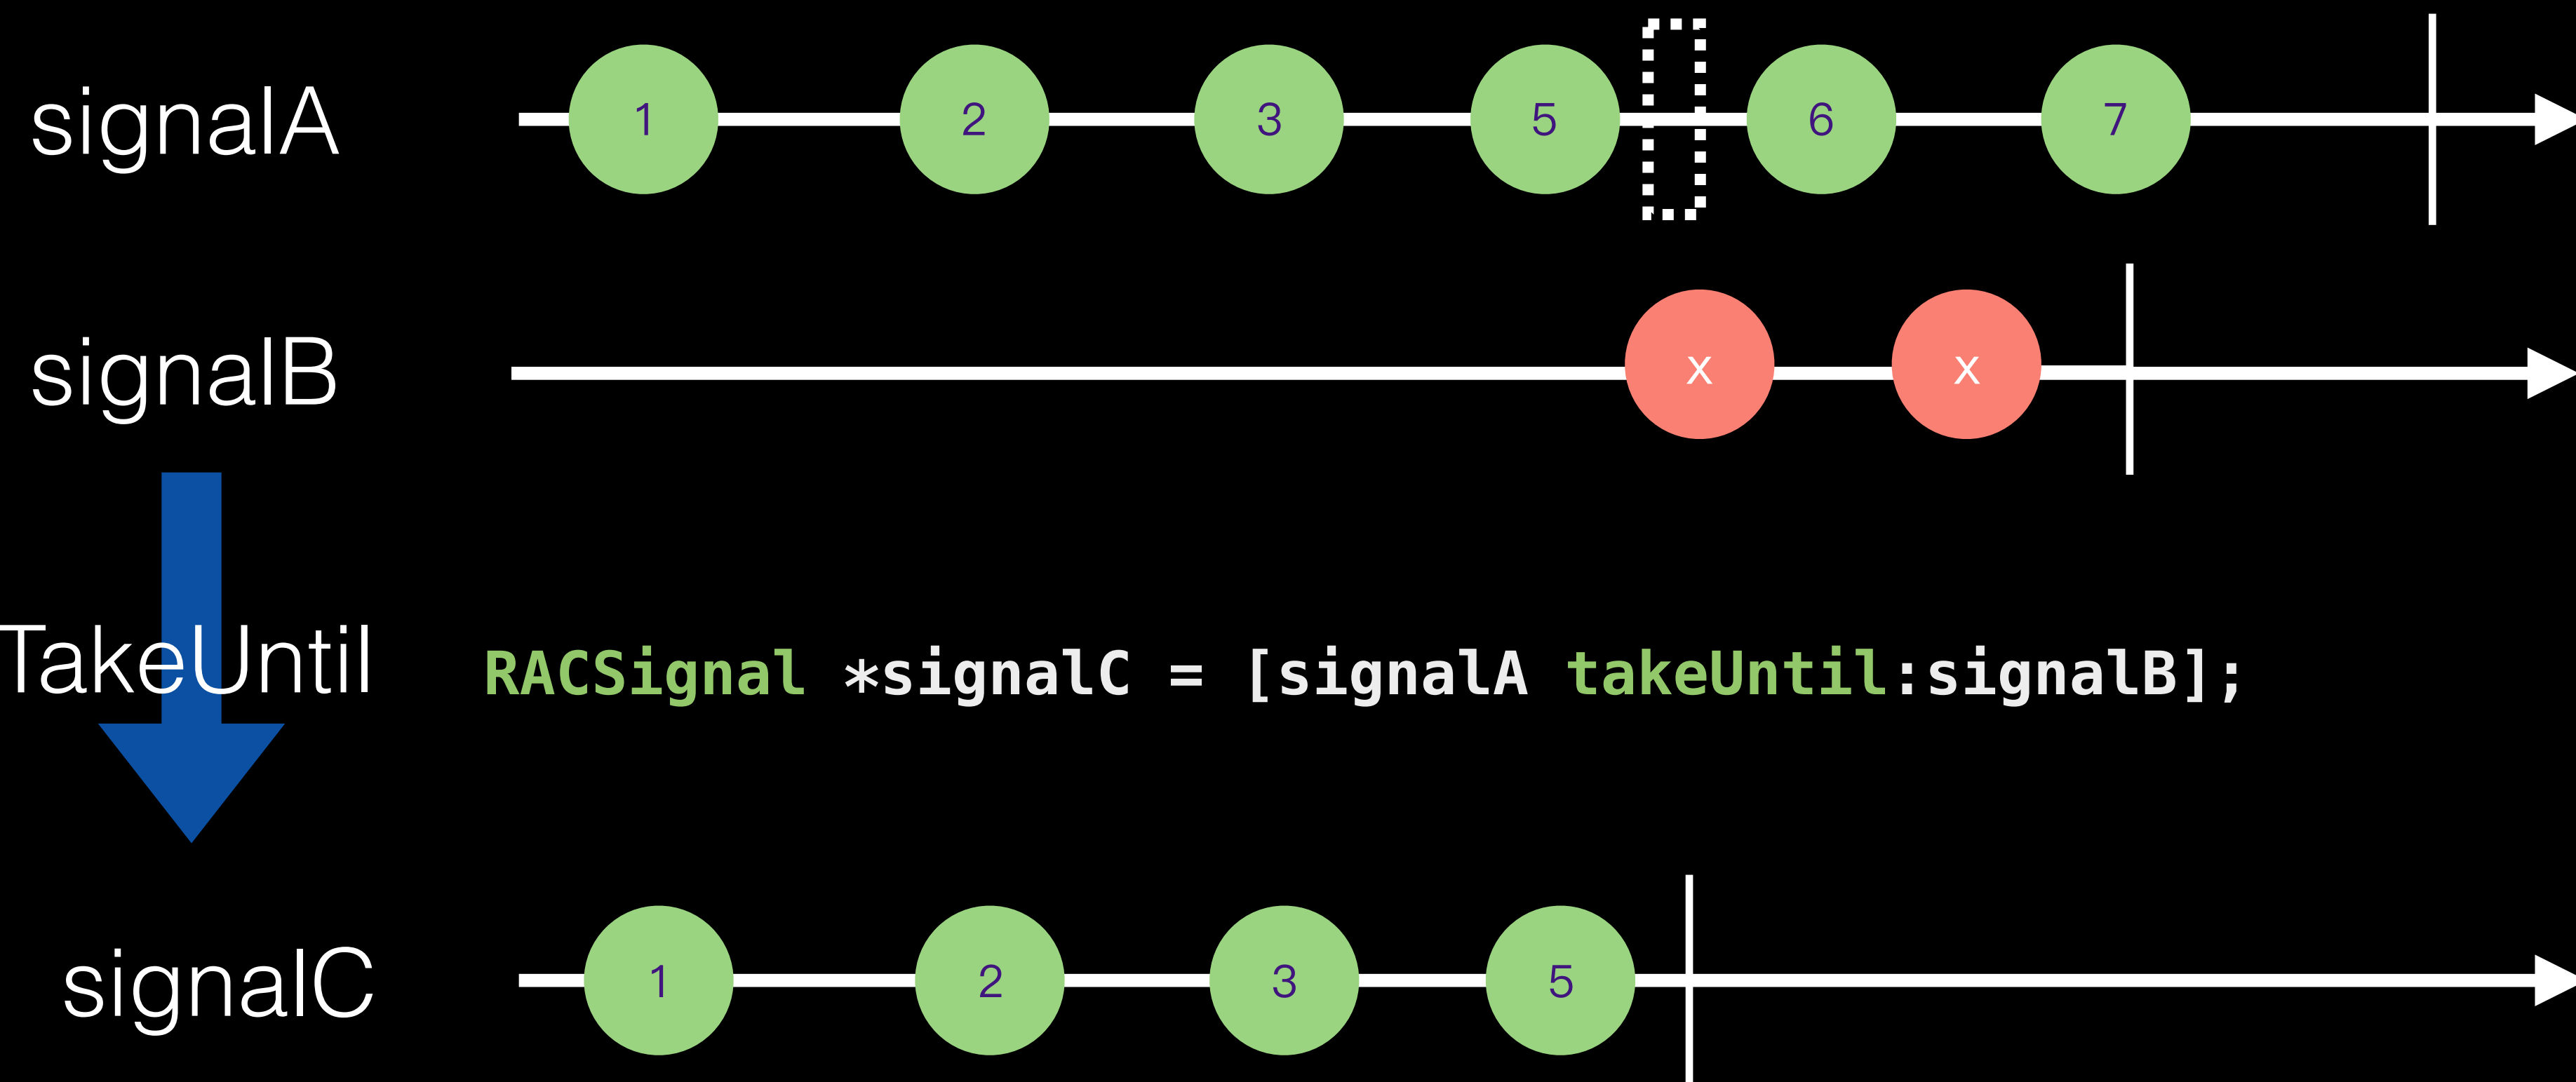 signalA 1 2 3 5 6 7
signalB x x
TakeUntil
RACSignal *signalC = [signalA takeUntil:signalB];
signalC 1 2 3 5